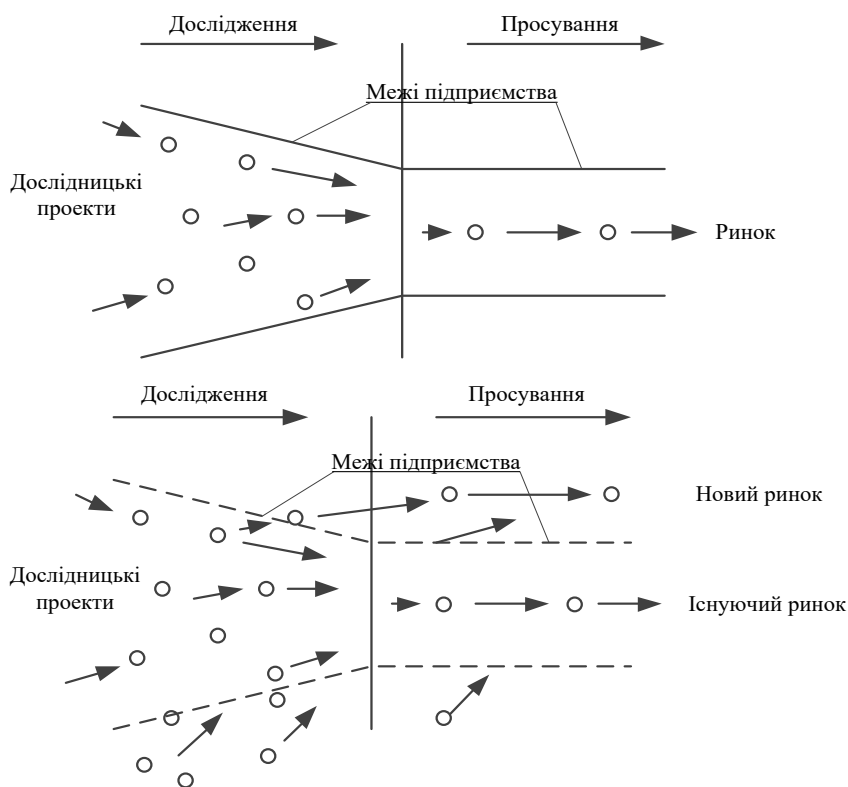 Дослідження
Просування
Межі підприємства
Дослідницькі
проекти
Ринок
Дослідження
Просування
Межі підприємства
Новий ринок
Дослідницькі
проекти
Існуючий ринок